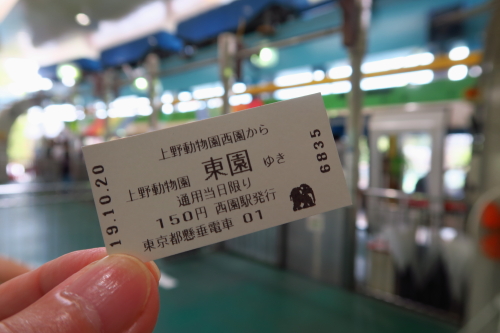 上野動物園西園から
上野動物園 東園 ゆき
通用当日限り
150円 西園駅発行
東京都懸垂電車 01
19.10.20
6835